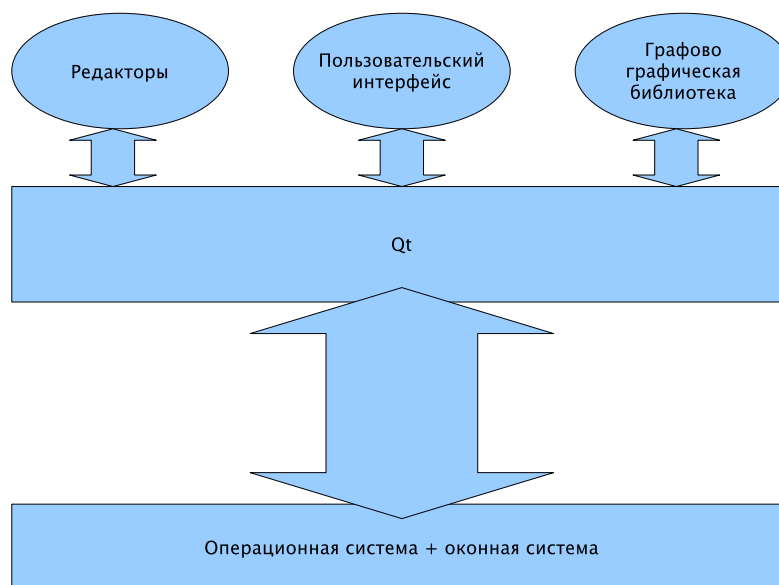 Редакторы
Пользовательский
интерфейс
Графово
графическая
библиотека
Qt
Операционная система + оконная система